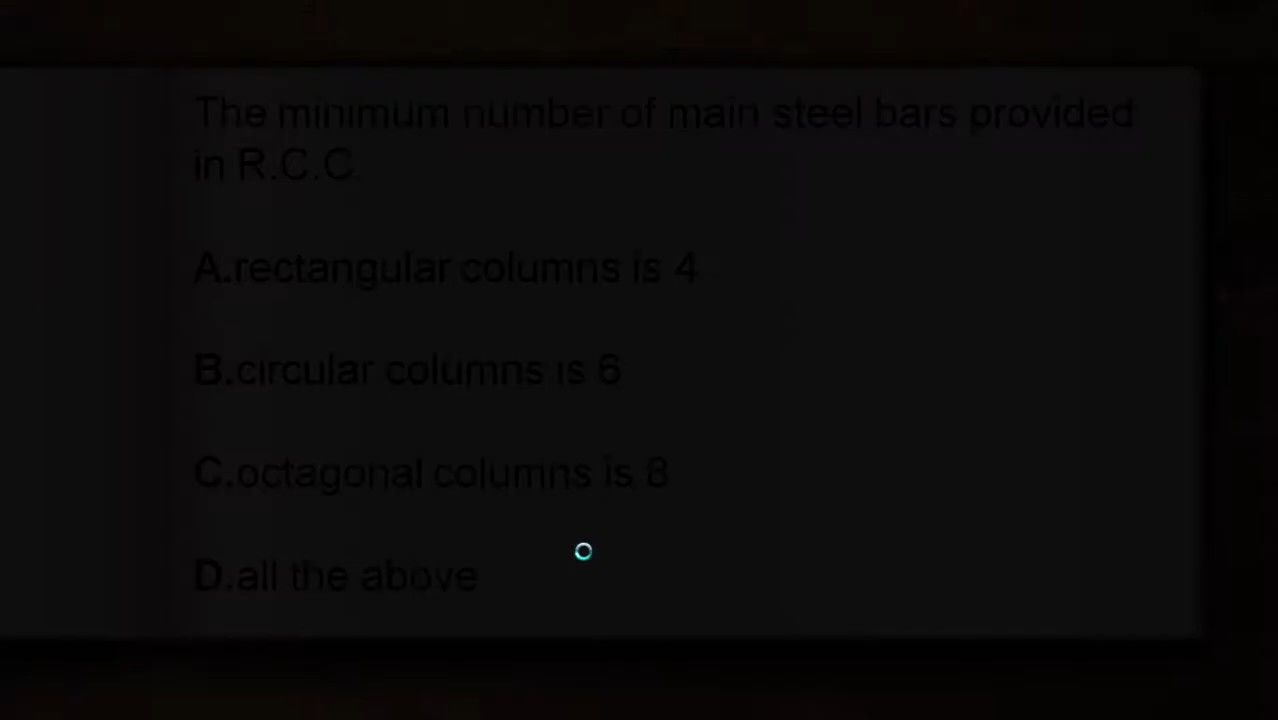 The minimum number of main steel bars provided
in R.C.C.
A.rectangular columns is 4
B.circular columns is 6
C.octagonal columns is 8
D.all the above